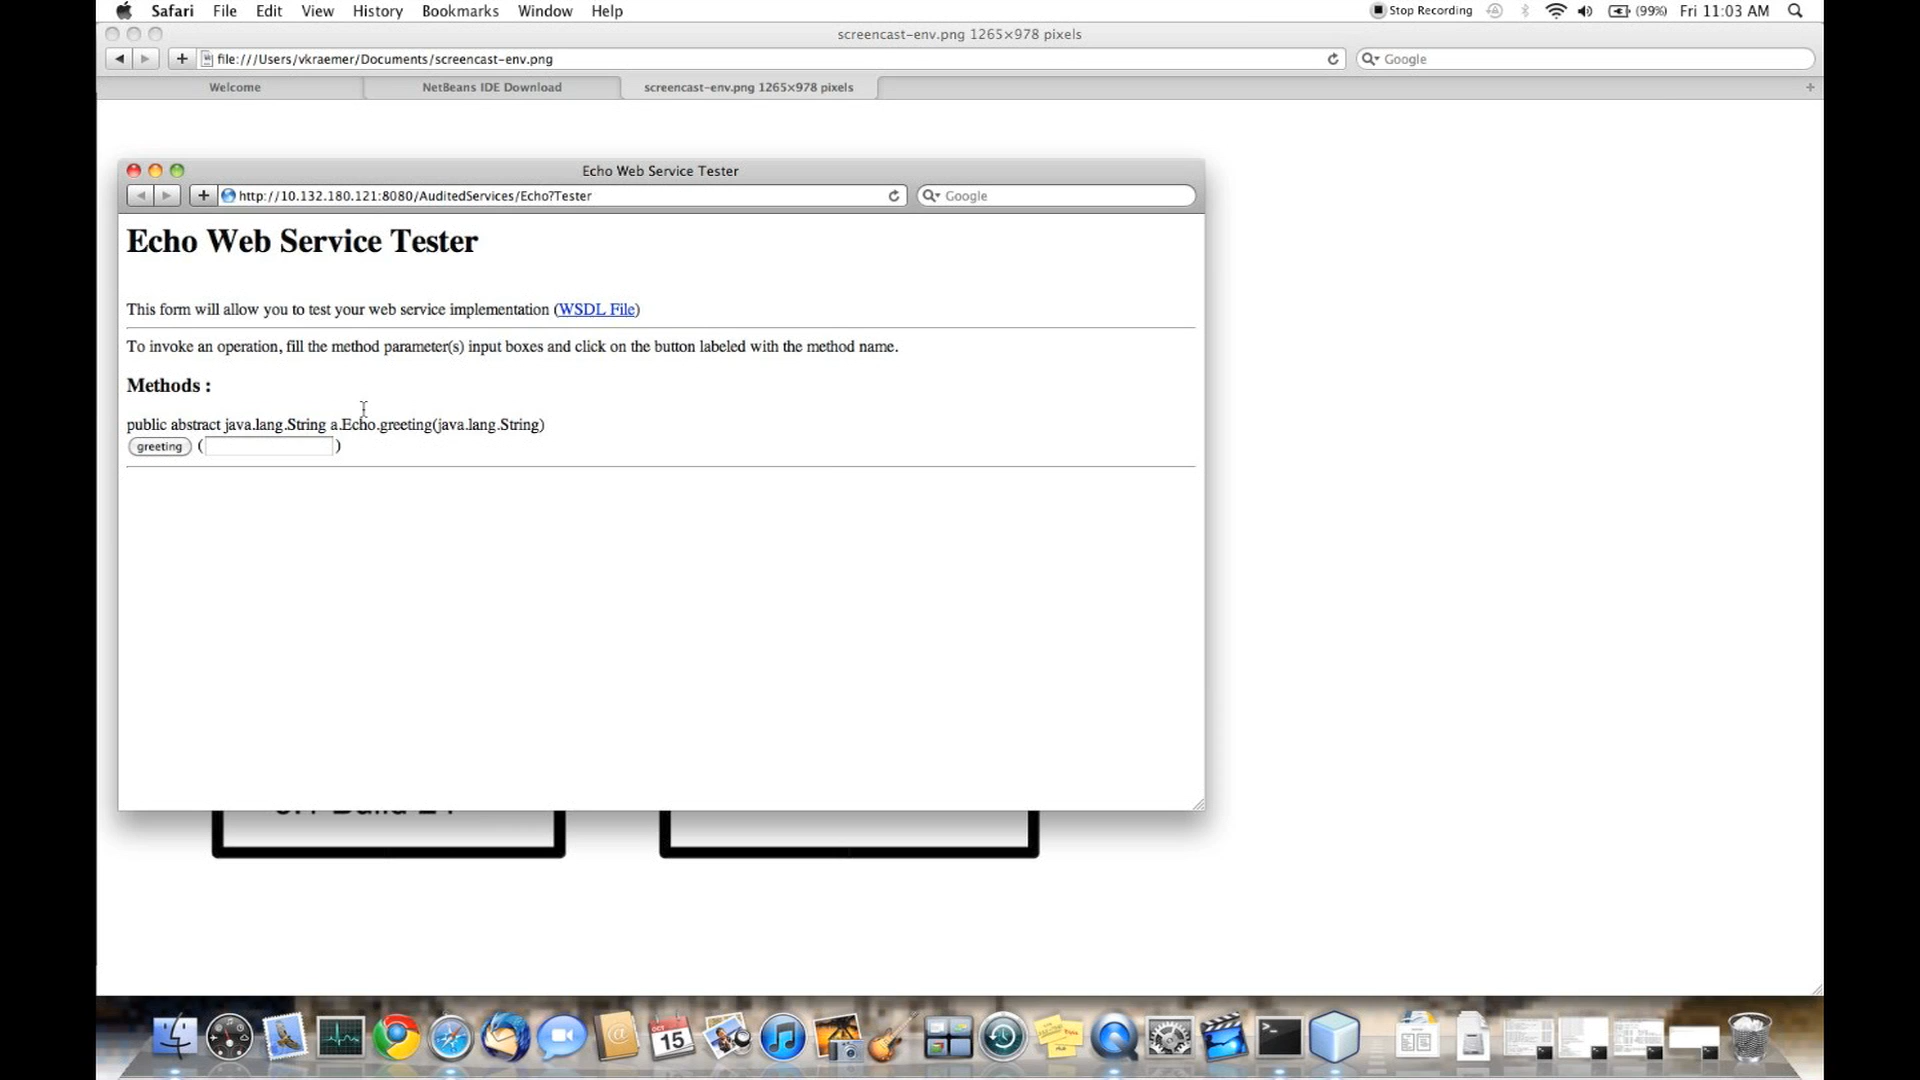 Safari File Edit View History Bookmarks Window Help Stop Recording (99%) Fri 11:03 AM
screencast-env.png 1265×978 pixels
file:///Users/vkraemer/Documents/screencast-env.png Google
Welcome NetBeans IDE Download screencast-env.png 1265×978 pixels
Echo Web Service Tester
http://10.132.180.121:8080/AuditedServices/Echo?Tester Google
Echo Web Service Tester
This form will allow you to test your web service implementation (WSDL File)
To invoke an operation, fill the method parameter(s) input boxes and click on the button labeled with the method name.
Methods :
public abstract java.lang.String a.Echo.greeting(java.lang.String)
greeting ( )
OCT
15